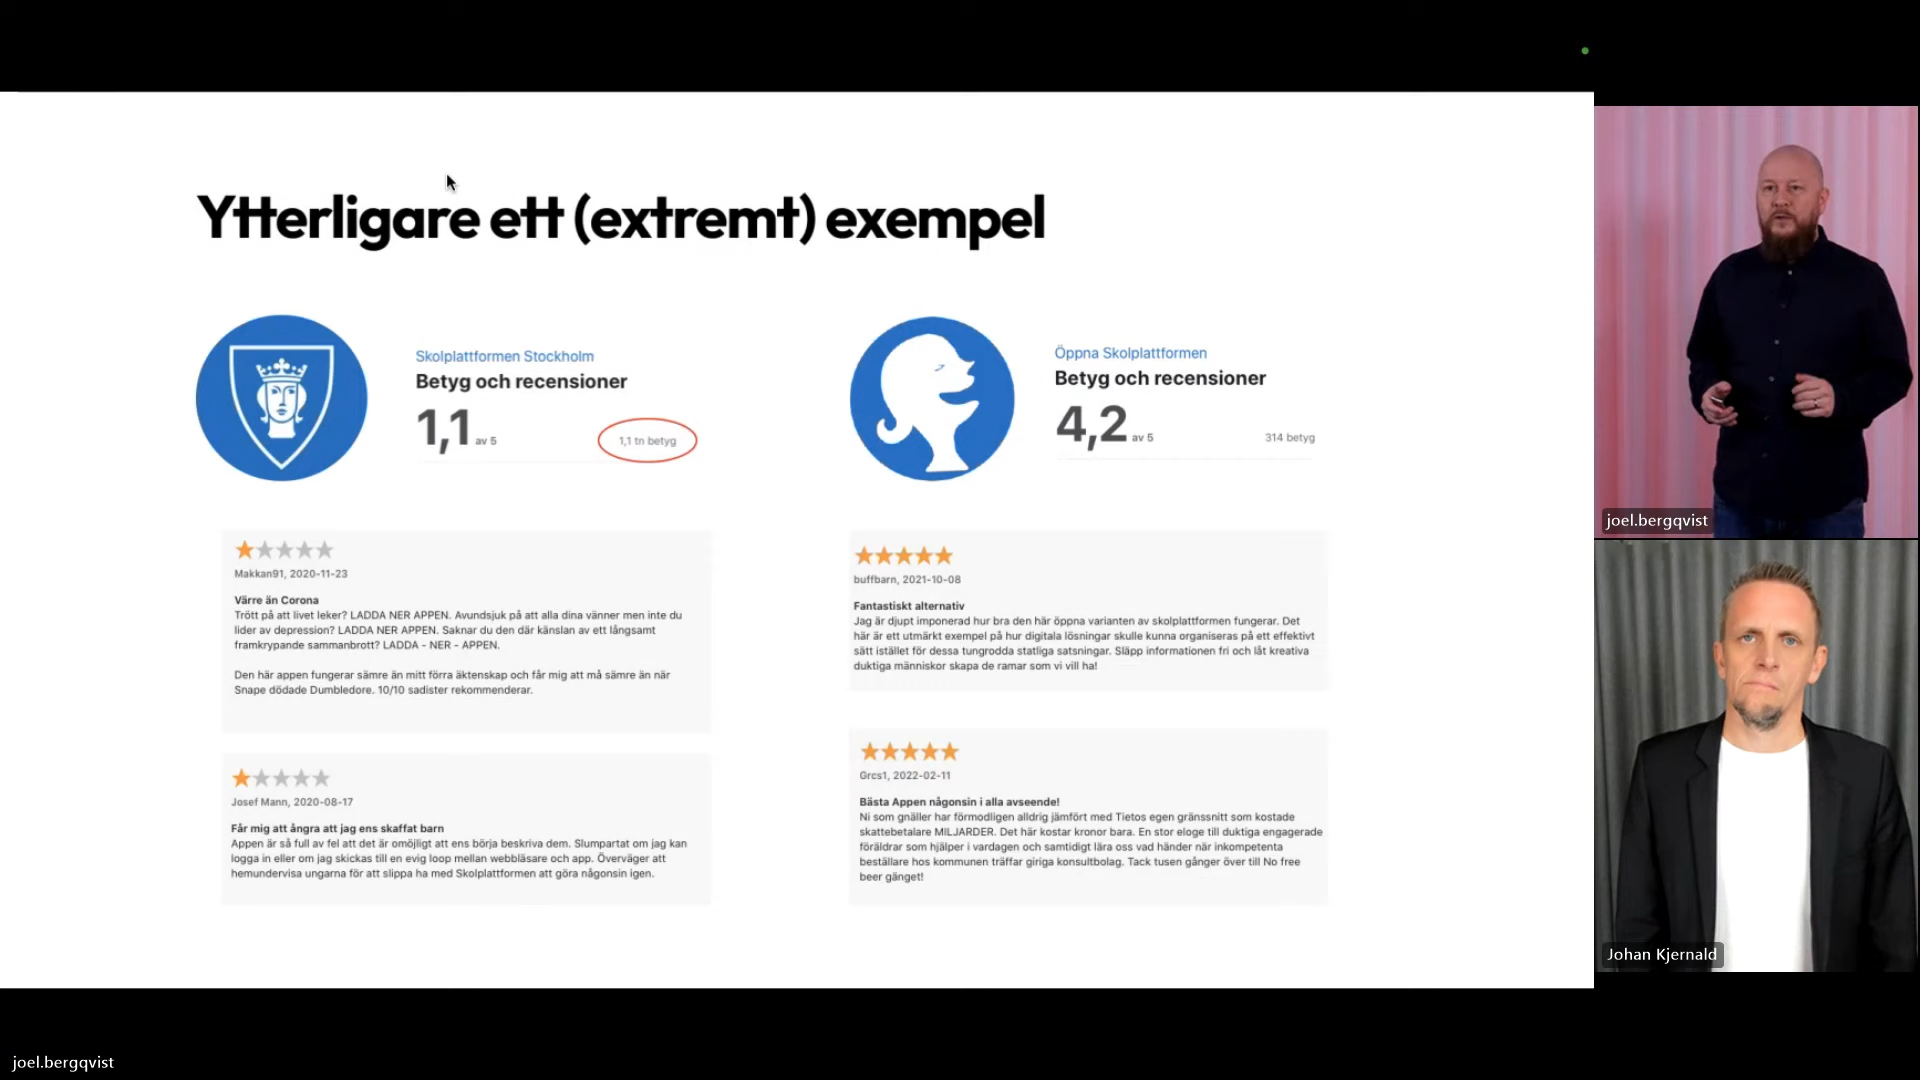 Ytterligare ett (extremt) exempel
Skolplattformen Stockholm
Betyg och recensioner
1,1 av 5
1,1 tn betyg
Öppna Skolplattformen
Betyg och recensioner
4,2 av 5
314 betyg
Makkan91, 2020-11-23
Värre än Corona
Trött på att livet leker? LADDA NER APPEN. Avundsjuk på att alla dina vänner men inte du
lider av depression? LADDA NER APPEN. Saknar du den där känslan av ett långsamt
framkrypande sammanbrott? LADDA - NER - APPEN.
Den här appen fungerar sämre än mitt förra äktenskap och får mig att må sämre än när
Snape dödade Dumbledore. 10/10 sadister rekommenderar.
Josef Mann, 2020-08-17
Får mig att ångra att jag ens skaffat barn
Appen är så full av fel att det är omöjligt att ens börja beskriva dem. Slumpartat om jag kan
logga in eller om jag skickas till en evig loop mellan webbläsare och app. Överväger att
hemundervisa ungarna för att slippa ha med Skolplattformen att göra någonsin igen.
buffbarn, 2021-10-08
Fantastiskt alternativ
Jag är djupt imponerad hur bra den här öppna varianten av skolplattformen fungerar. Det
här är ett utmärkt exempel på hur digitala lösningar skulle kunna organiseras på ett effektivt
sätt istället för dessa tungrodda statliga satsningar. Släpp informationen fri och låt kreativa
duktiga människor skapa de ramar som vi vill ha!
Grcs1, 2022-02-11
Bästa Appen någonsin i alla avseende!
Ni som gnäller har förmodligen alldrig jämfört med Tietos egen gränssnitt som kostade
skattebetalare MILJARDER. Det här kostar kronor bara. En stor eloge till duktiga engagerade
föräldrar som hjälper i vardagen och samtidigt lära oss vad händer när inkompetenta
beställare hos kommunen träffar giriga konsultbolag. Tack tusen gånger över till No free
beer gänget!
joel.bergqvist
Johan Kjernald
joel.bergqvist